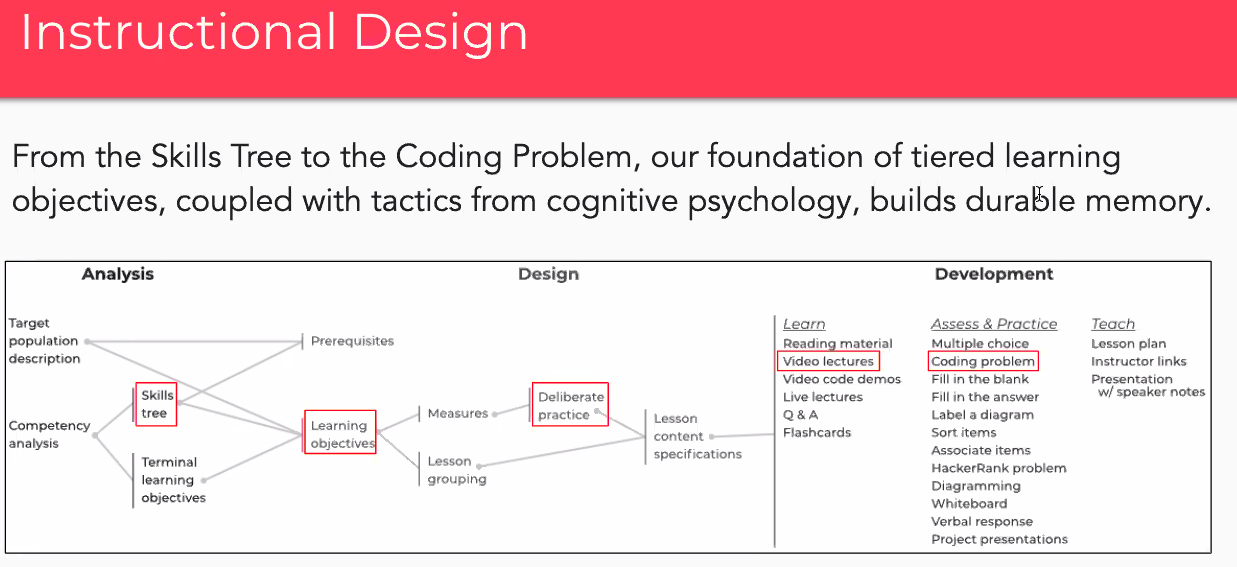 Instructional Design
From the Skills Tree to the Coding Problem, our foundation of tiered learning
objectives, coupled with tactics from cognitive psychology, builds durable memory.
Analysis
Target
population
description
Competency
analysis
Skills
tree
Terminal
learning
objectives
Design
Prerequisites
Learning
objectives
Measures
Lesson
grouping
Deliberate
practice
Lesson
content
specifications
Development
Learn
Reading material
Video lectures
Video code demos
Live lectures
Q & A
Flashcards
Assess & Practice
Multiple choice
Coding problem
Fill in the blank
Fill in the answer
Label a diagram
Sort items
Associate items
HackerRank problem
Diagramming
Whiteboard
Verbal response
Project presentations
Teach
Lesson plan
Instructor links
Presentation
w/ speaker notes